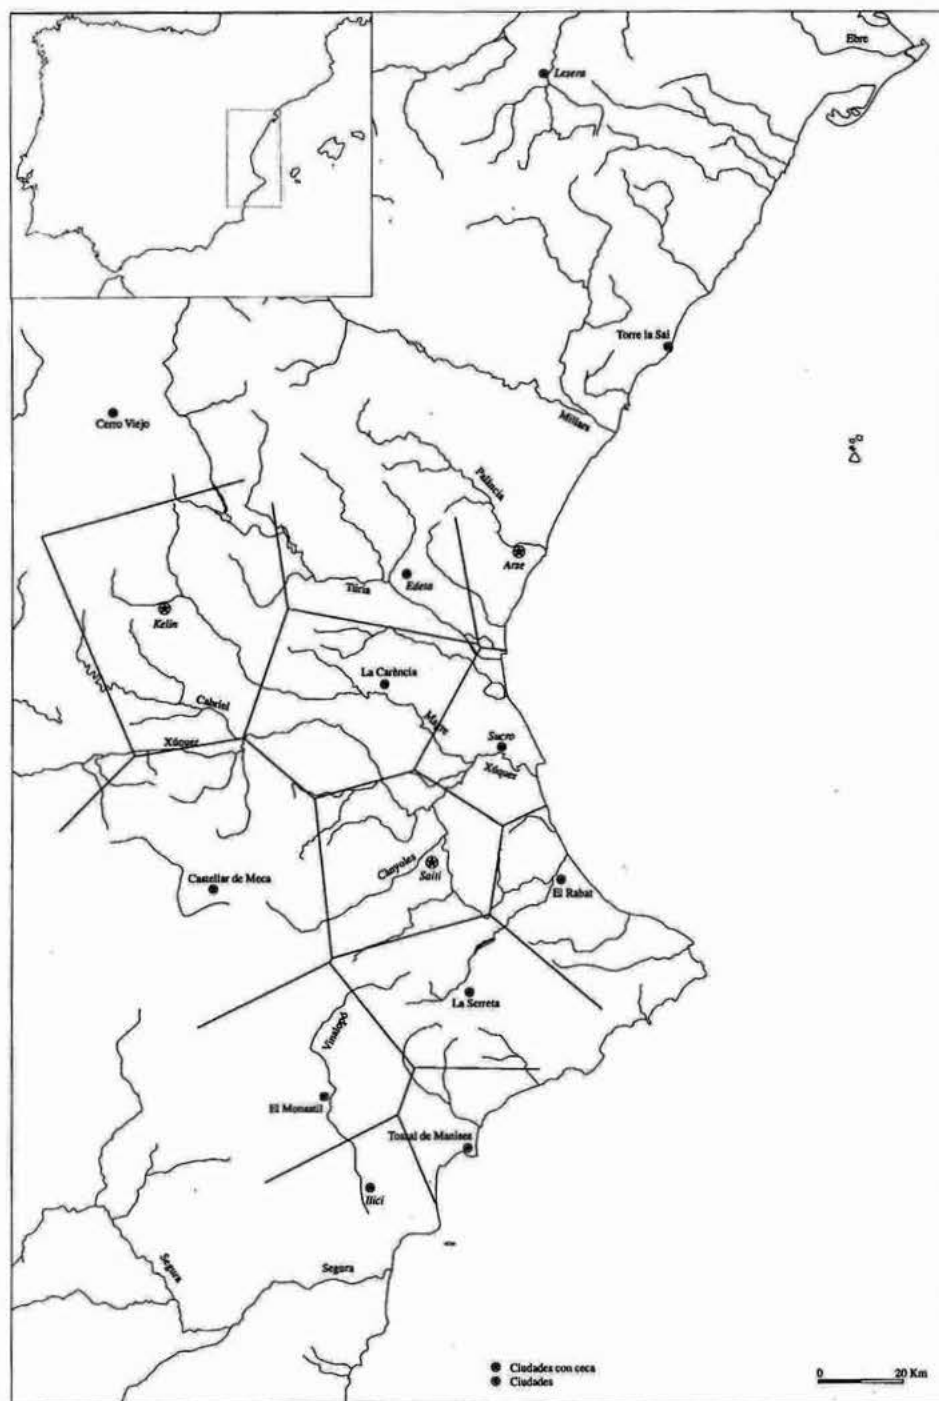 Ebre
Lesera
Torre la Sal
Millars
Cerro Viejo
Palància
Arze
Edeta
Túria
Kelin
La Carència
Cabriel
Magre
Sucro
Xúquer
Xúquer
Castellar de Meca
Canyoles
Saiti
El Rabat
La Serreta
Vinalopó
El Monastil
Tossal de Manises
Ilici
Segura
Segura
Ciudades con ceca
Ciudades
0 20 Km